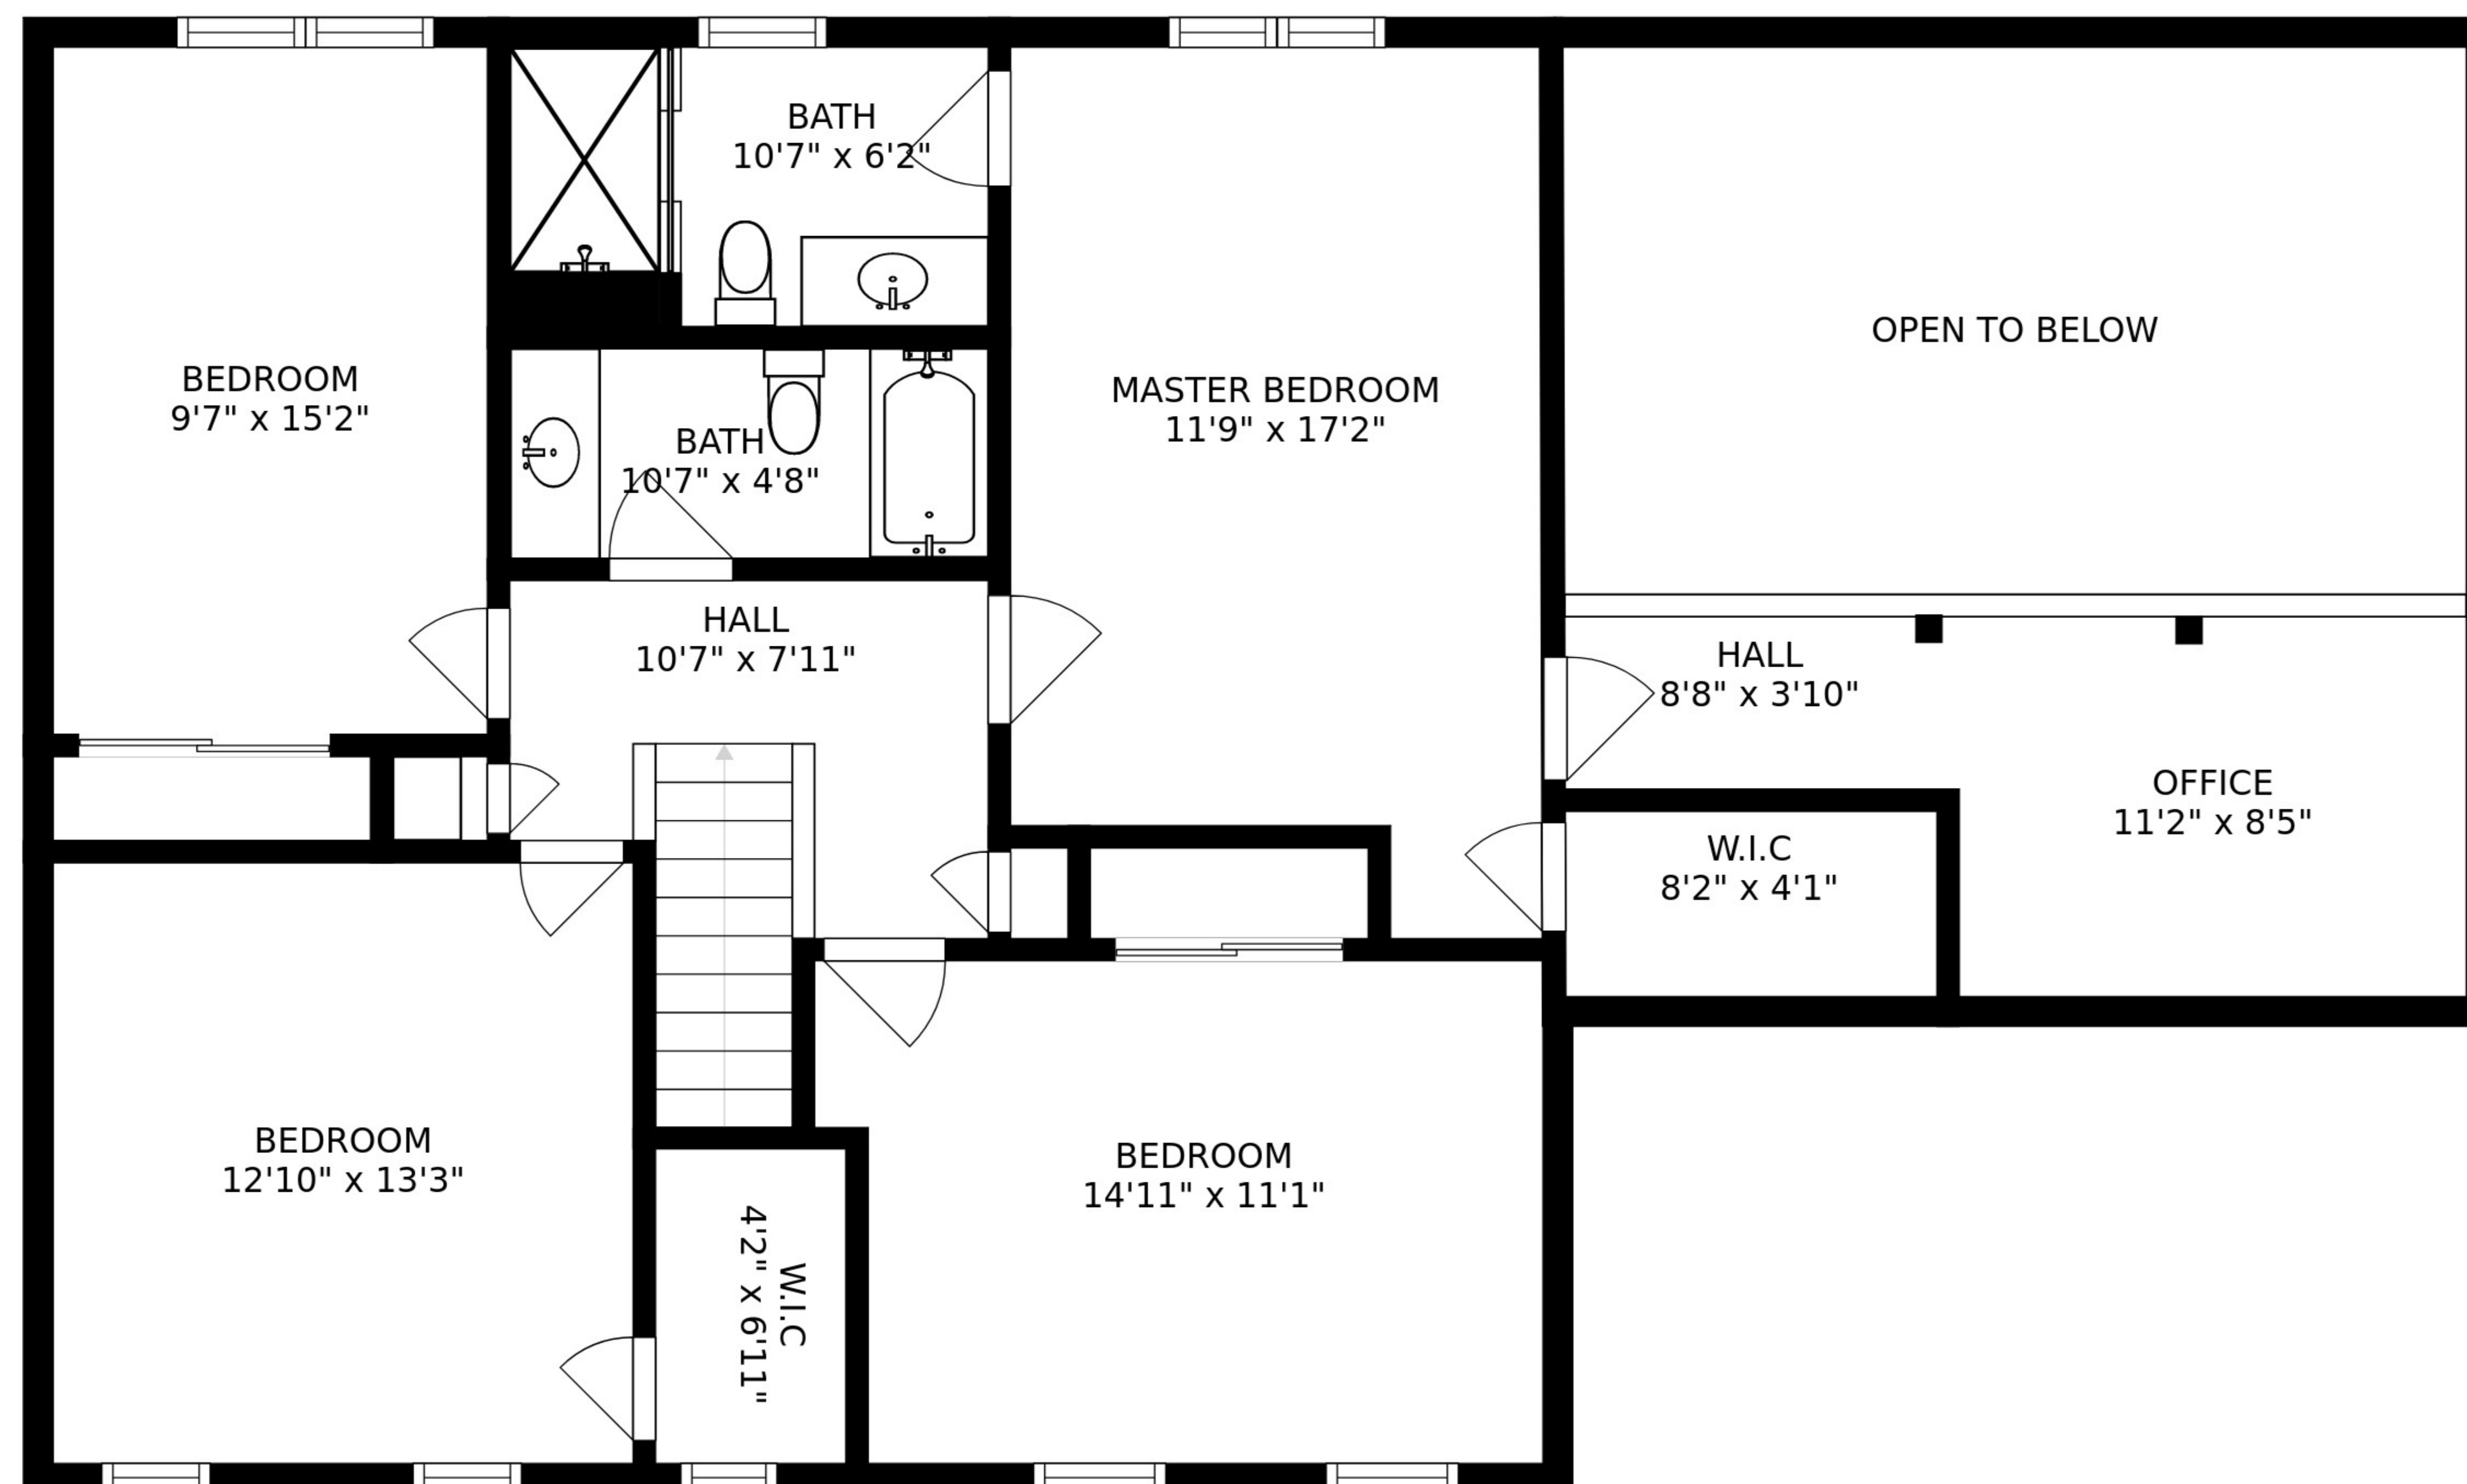 BATH
10'7" x 6'2"
OPEN TO BELOW
BEDROOM
9'7" x 15'2"
MASTER BEDROOM
11'9" x 17'2"
BATH
10'7" x 4'8"
HALL
10'7" x 7'11"
HALL
8'8" x 3'10"
OFFICE
11'2" x 8'5"
W.I.C
8'2" x 4'1"
BEDROOM
12'10" x 13'3"
BEDROOM
14'11" x 11'1"
W.I.C
4'2" x 6'11"